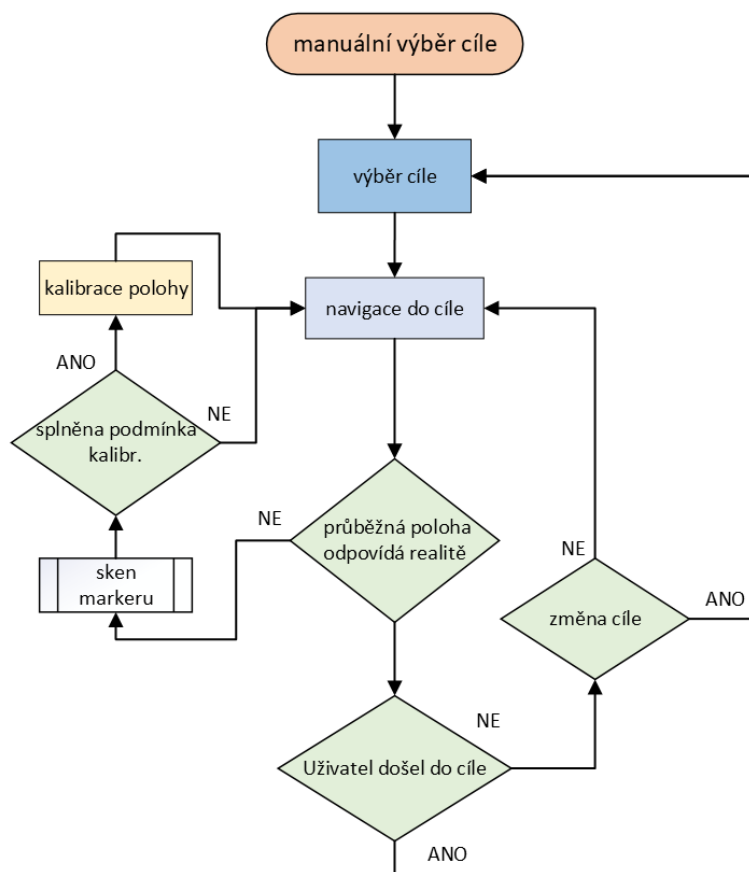 manuální výběr cíle
výběr cíle
kalibrace polohy
navigace do cíle
ANO
NE
splněna podmínka
kalibr.
NE
průběžná poloha
odpovídá realitě
sken
markeru
NE
změna cíle
ANO
NE
Uživatel došel do cíle
ANO